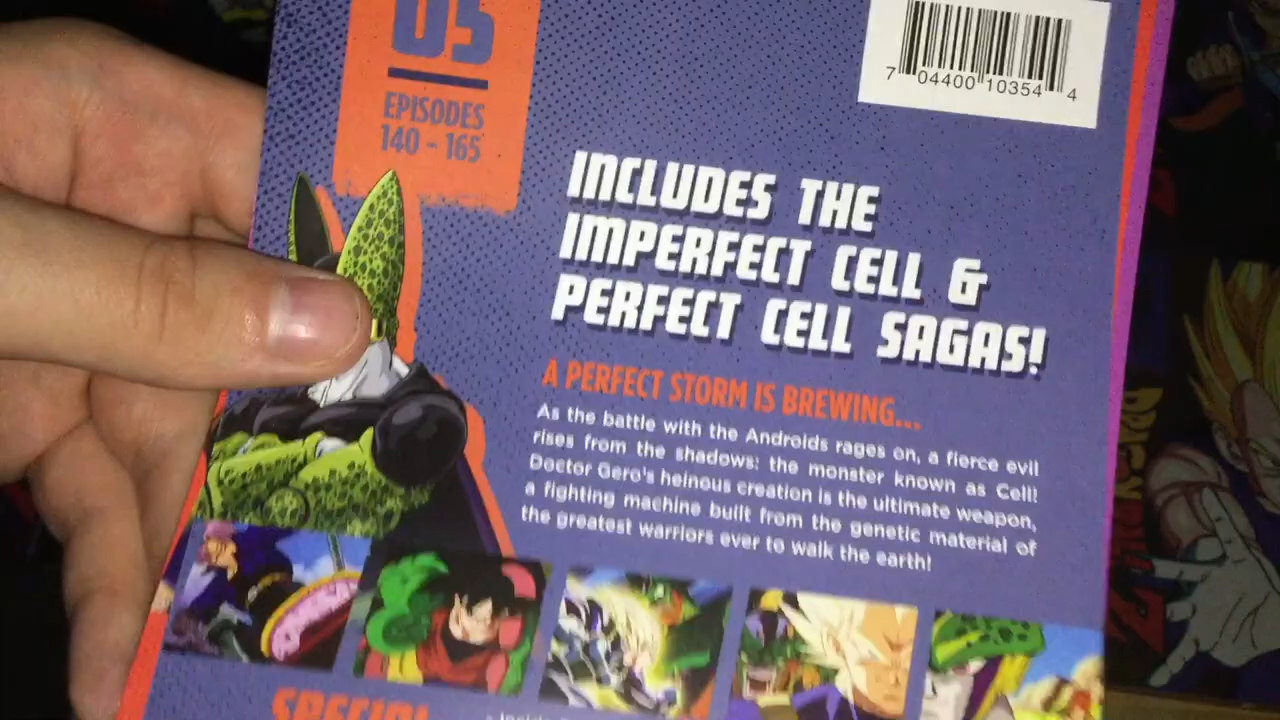 05
EPISODES
140 - 165
7 04400 10354 4
INCLUDES THE
IMPERFECT CELL &
PERFECT CELL SAGAS!
A PERFECT STORM IS BREWING...
As the battle with the Androids rages on, a fierce evil
rises from the shadows: the monster known as Cell!
Doctor Gero's heinous creation is the ultimate weapon,
a fighting machine built from the genetic material of
the greatest warriors ever to walk the earth!
SPECIAL